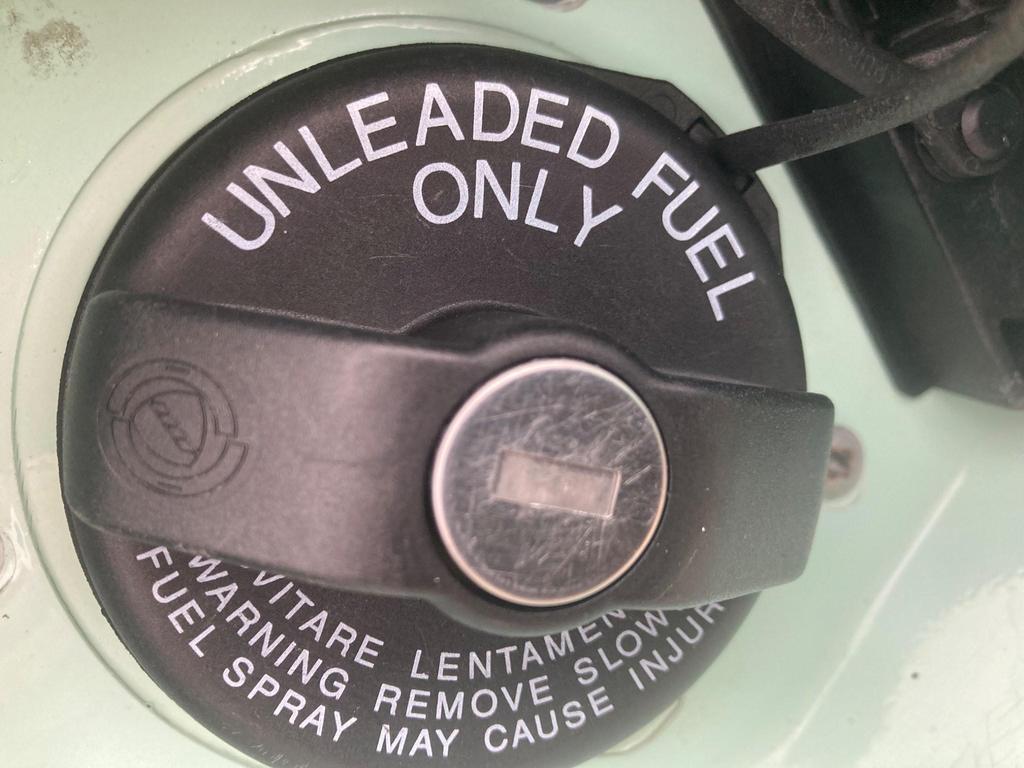 UNLEADED FUEL
ONLY
VITARE LENTAMEN
WARNING REMOVE SLOW
FUEL SPRAY MAY CAUSE INJUR